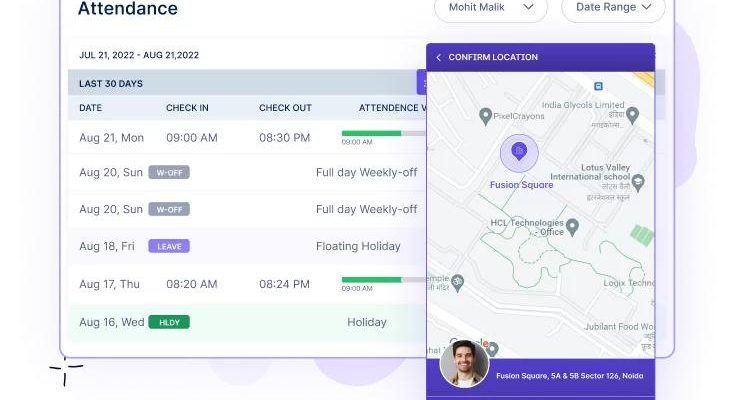 Attendance
Mohit Malik
Date Range
JUL 21, 2022 - AUG 21,2022
LAST 30 DAYS
DATE CHECK IN CHECK OUT ATTENDENCE V
Aug 21, Mon 09:00 AM 08:30 PM
09:00 AM
Aug 20, Sun W-OFF Full day Weekly-off
Aug 20, Sun W-OFF Full day Weekly-off
Aug 18, Fri LEAVE Floating Holiday
Aug 17, Thu 08:20 AM 08:24 PM
09:00 AM
Aug 16, Wed HLDY Holiday
CONFIRM LOCATION
India Glycols Limited
इंडिया
PixelCrayons
Fusion Square
Lotus Valley
International school
लोटस वैली
इंटरनेशनल स्कूल
HCL Technologies
- Office
emple
Logix Techno
Jubilant Food Wo
Google
Fusion Square, 5A & 5B Sector 126, Noida